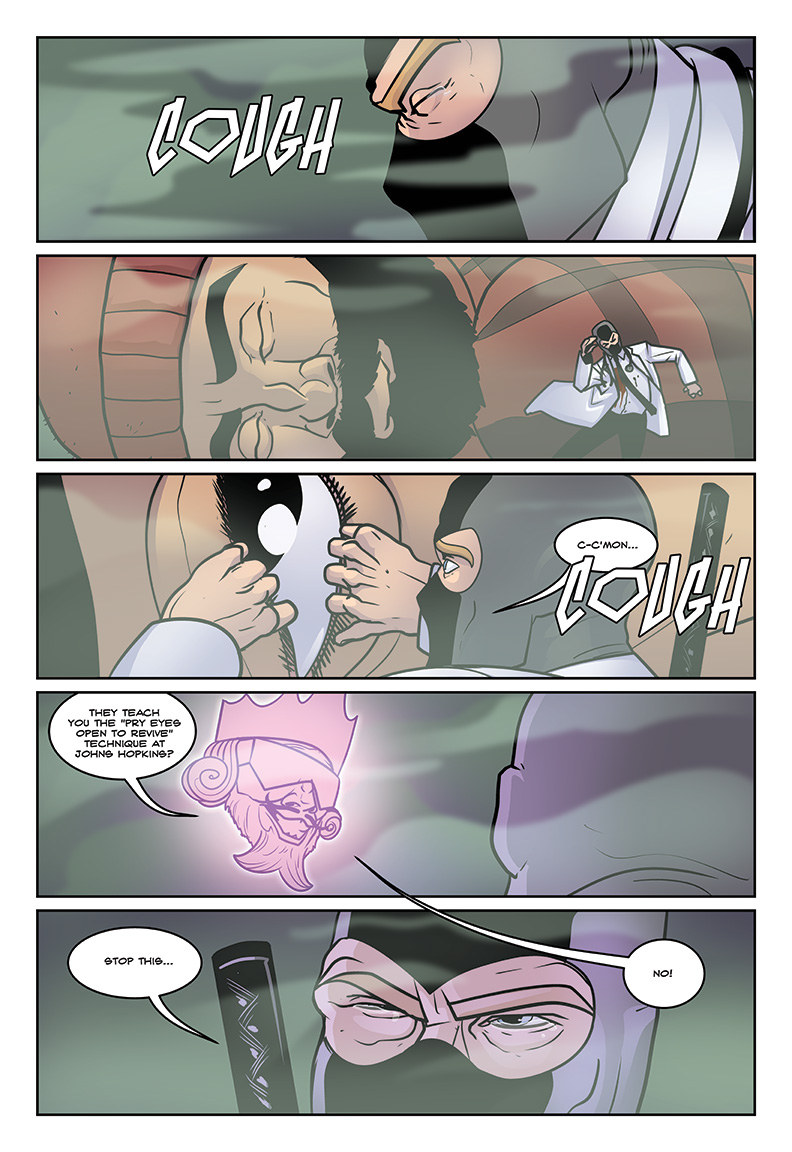 COUGH
C-C'MON...
COUGH
THEY TEACH
YOU THE "PRY EYES
OPEN TO REVIVE"
TECHNIQUE AT
JOHNS HOPKINS?
STOP THIS...
NO!